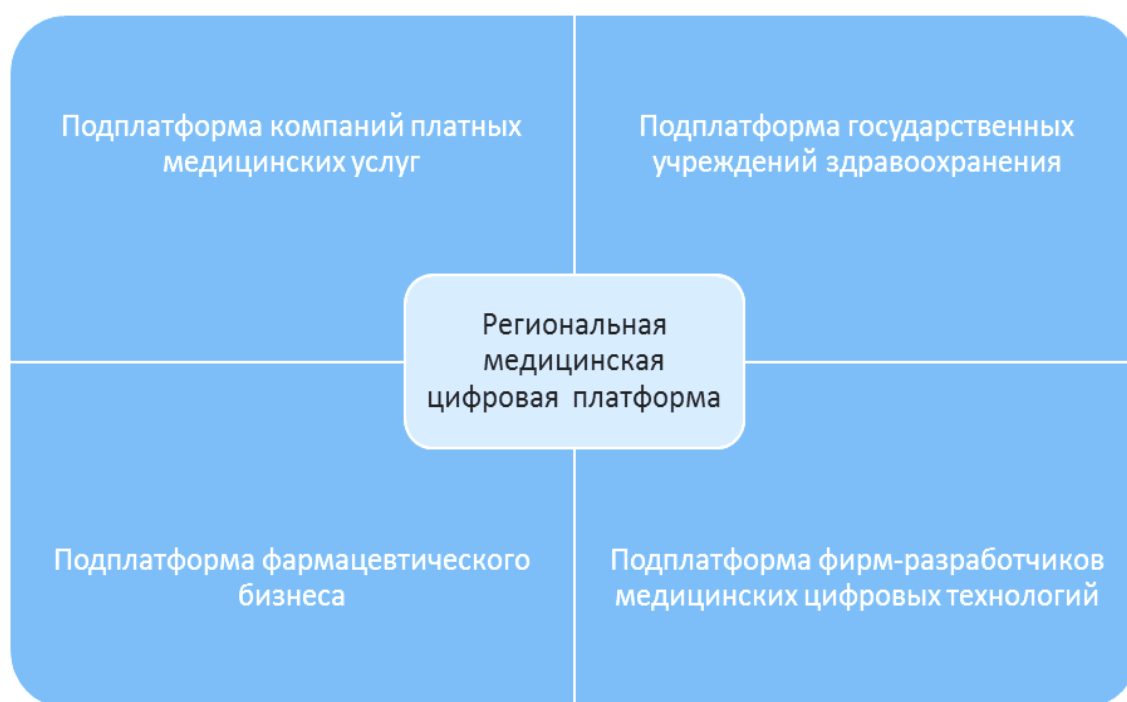 Подплатформа компаний платных
медицинских услуг
Подплатформа государственных
учреждений здравоохранения
Региональная
медицинская
цифровая платформа
Подплатформа фармацевтического
бизнеса
Подплатформа фирм-разработчиков
медицинских цифровых технологий